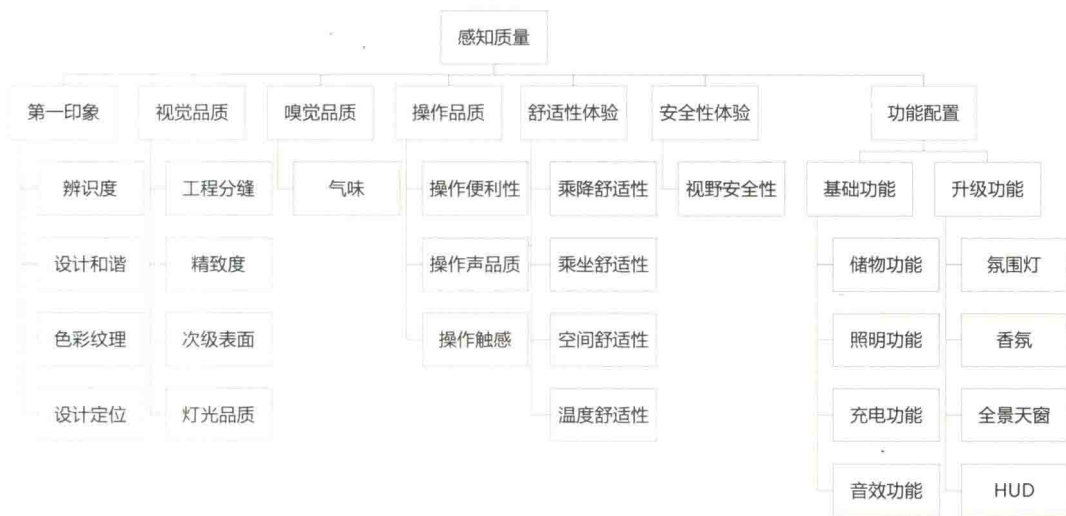 感知质量
第一印象
视觉品质
嗅觉品质
操作品质
舒适性体验
安全性体验
功能配置
辨识度
工程分缝
气味
操作便利性
乘降舒适性
视野安全性
基础功能
升级功能
设计和谐
精致度
操作声品质
乘坐舒适性
储物功能
氛围灯
色彩纹理
次级表面
操作触感
空间舒适性
照明功能
香氛
设计定位
灯光品质
温度舒适性
充电功能
全景天窗
音效功能
HUD